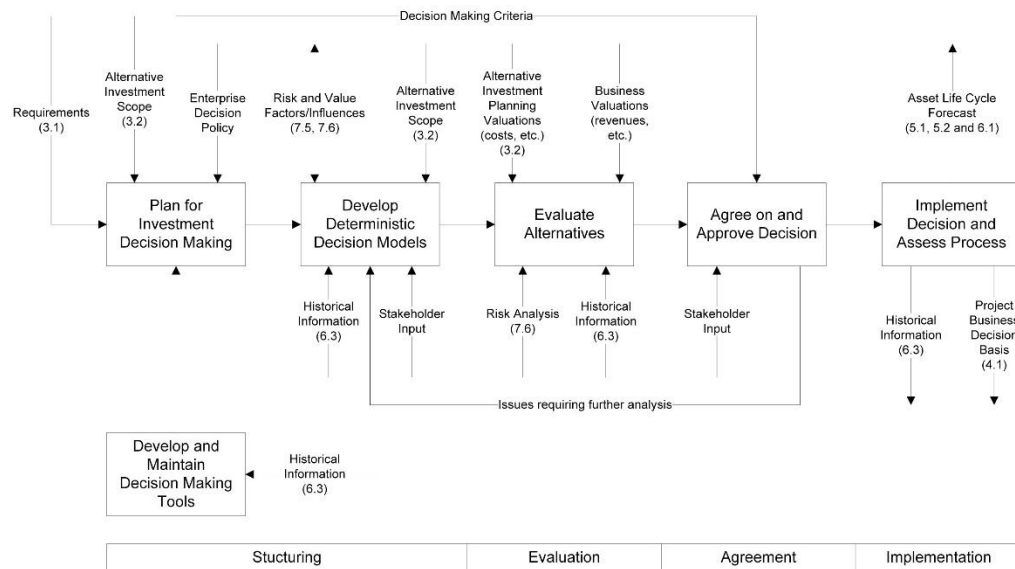 Decision Making Criteria
Requirements
(3.1)
Alternative
Investment
Scope
(3.2)
Enterprise
Decision
Policy
Risk and Value
Factors/Influences
(7.5, 7.6)
Alternative
Investment
Scope
(3.2)
Alternative
Investment
Planning
Valuations
(costs, etc.)
(3.2)
Business
Valuations
(revenues,
etc.)
Asset Life Cycle
Forecast
(5.1, 5.2 and 6.1)
Plan for
Investment
Decision Making
Develop
Deterministic
Decision Models
Evaluate
Alternatives
Agree on and
Approve Decision
Implement
Decision and
Assess Process
Historical
Information
(6.3)
Stakeholder
Input
Risk Analysis
(7.6)
Historical
Information
(6.3)
Stakeholder
Input
Historical
Information
(6.3)
Project
Business
Decision
Basis
(4.1)
Issues requiring further analysis
Develop and
Maintain
Decision Making
Tools
Historical
Information
(6.3)
Stucturing
Evaluation
Agreement
Implementation